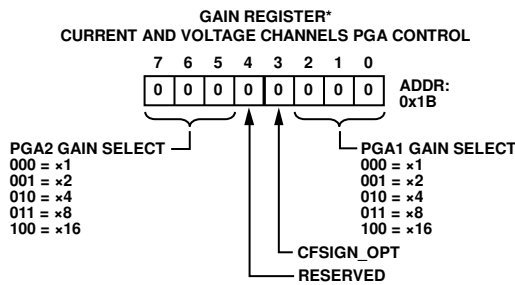 GAIN REGISTER*
CURRENT AND VOLTAGE CHANNELS PGA CONTROL
7 6 5 4 3 2 1 0
0 0 0 0 0 0 0 0
ADDR:
0x1B
PGA2 GAIN SELECT
000 = ×1
001 = ×2
010 = ×4
011 = ×8
100 = ×16
PGA1 GAIN SELECT
000 = ×1
001 = ×2
010 = ×4
011 = ×8
100 = ×16
CFSIGN_OPT
RESERVED